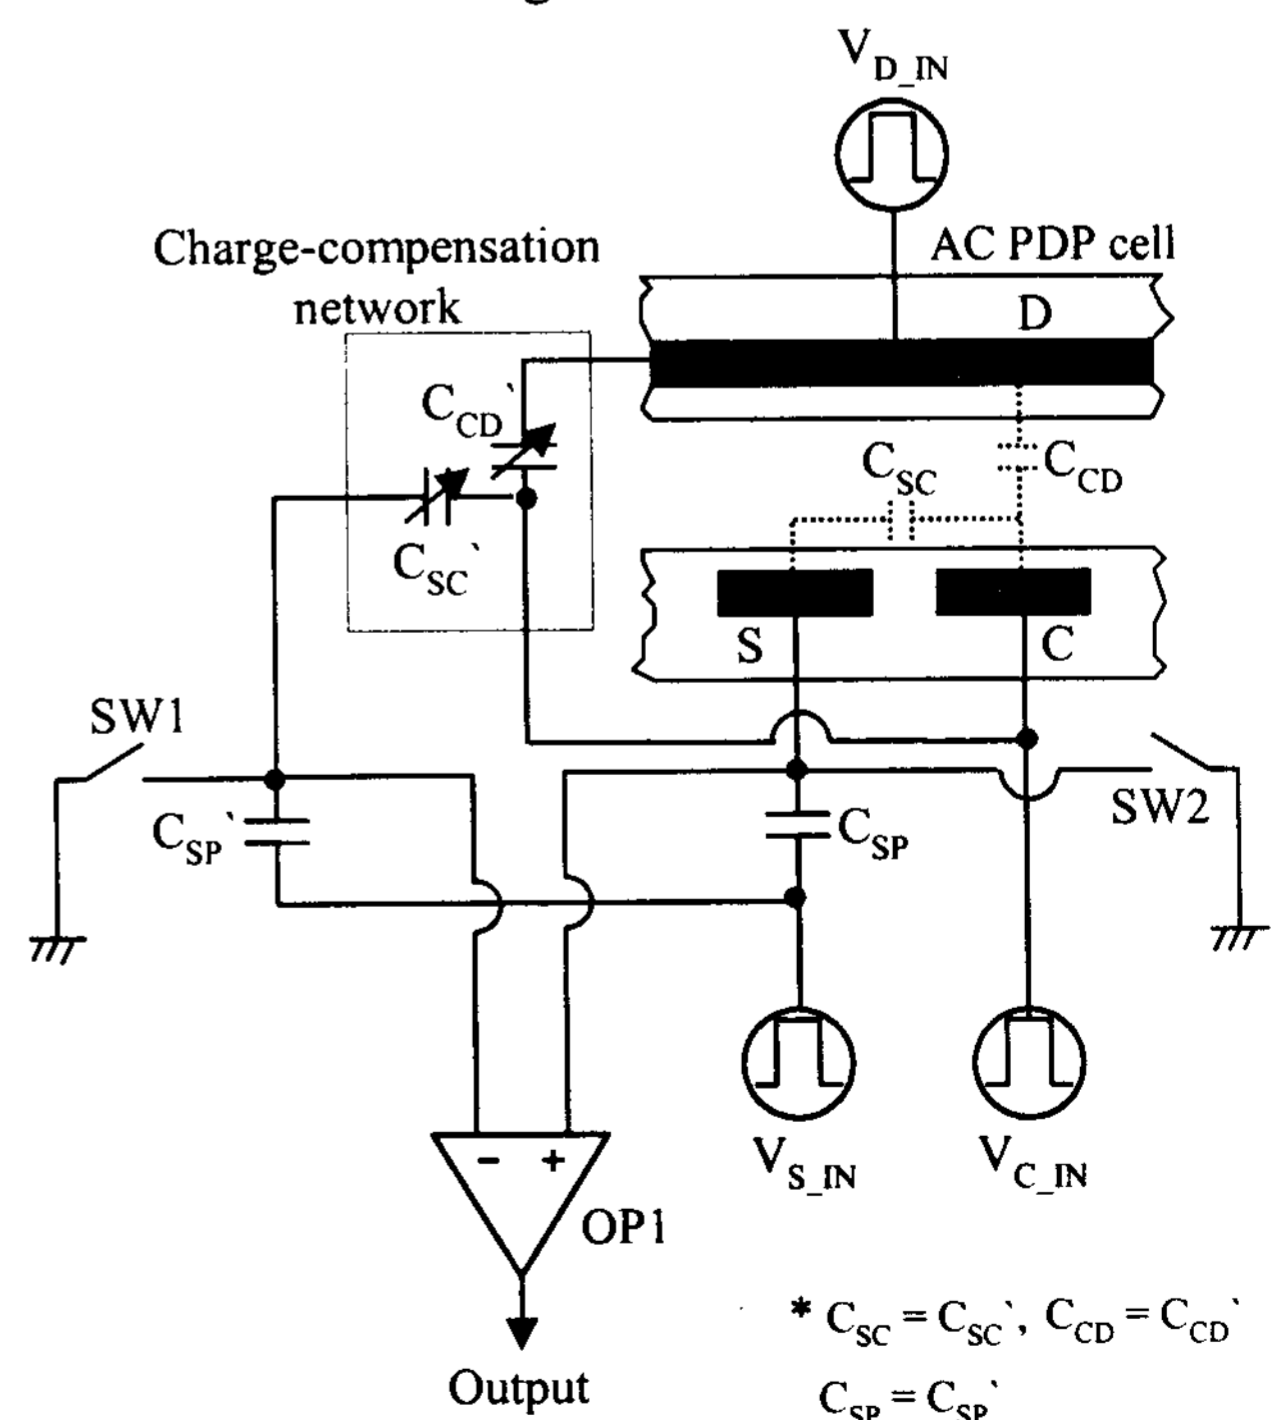 V_D_IN
Charge-compensation
network
AC PDP cell
D
C_CD`
C_SC
C_CD
C_SC`
S
C
SW1
SW2
C_SP`
C_SP
- +
V_S_IN
V_C_IN
OP1
* C_SC = C_SC`, C_CD = C_CD`
Output
C_SP = C_SP`